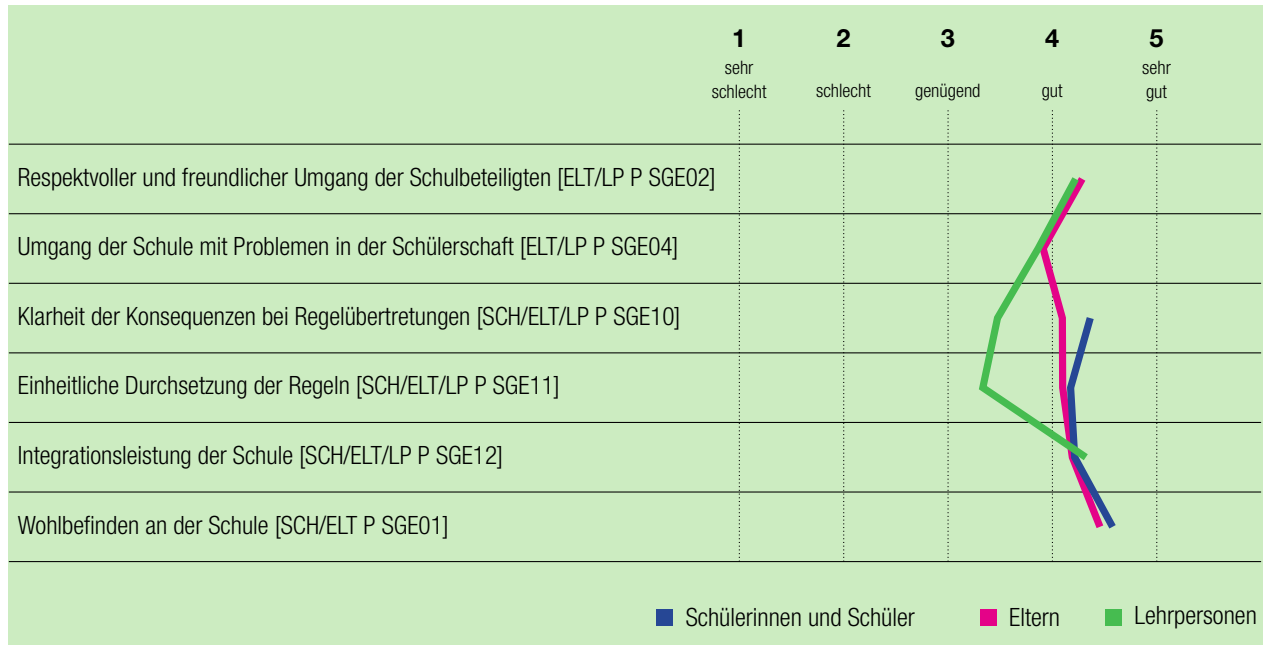 1 2 3 4 5
sehr schlecht schlecht genügend gut sehr gut
Respektvoller und freundlicher Umgang der Schulbeteiligten [ELT/LP P SGE02]
Umgang der Schule mit Problemen in der Schülerschaft [ELT/LP P SGE04]
Klarheit der Konsequenzen bei Regelübertretungen [SCH/ELT/LP P SGE10]
Einheitliche Durchsetzung der Regeln [SCH/ELT/LP P SGE11]
Integrationsleistung der Schule [SCH/ELT/LP P SGE12]
Wohlbefinden an der Schule [SCH/ELT P SGE01]
Schülerinnen und Schüler Eltern Lehrpersonen